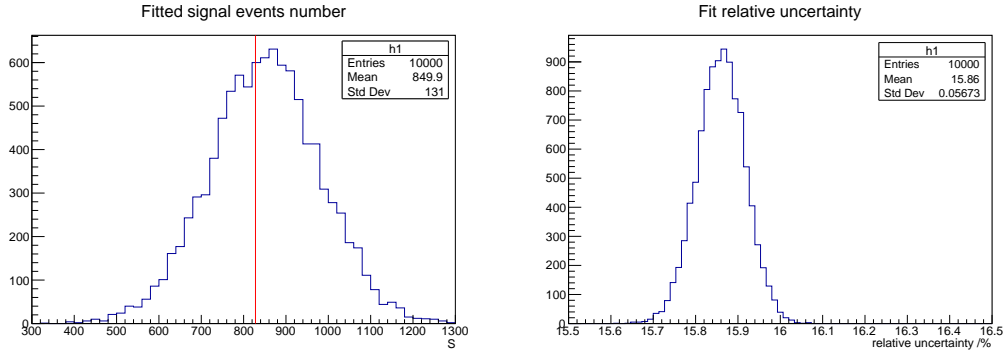 Fitted signal events number
h1
Entries 10000
Mean 849.9
Std Dev 131
600
500
400
300
200
100
0
300 400 500 600 700 800 900 1000 1100 1200 1300
S
Fit relative uncertainty
h1
Entries 10000
Mean 15.86
Std Dev 0.05673
900
800
700
600
500
400
300
200
100
0
15.5 15.6 15.7 15.8 15.9 16 16.1 16.2 16.3 16.4 16.5
relative uncertainty /%